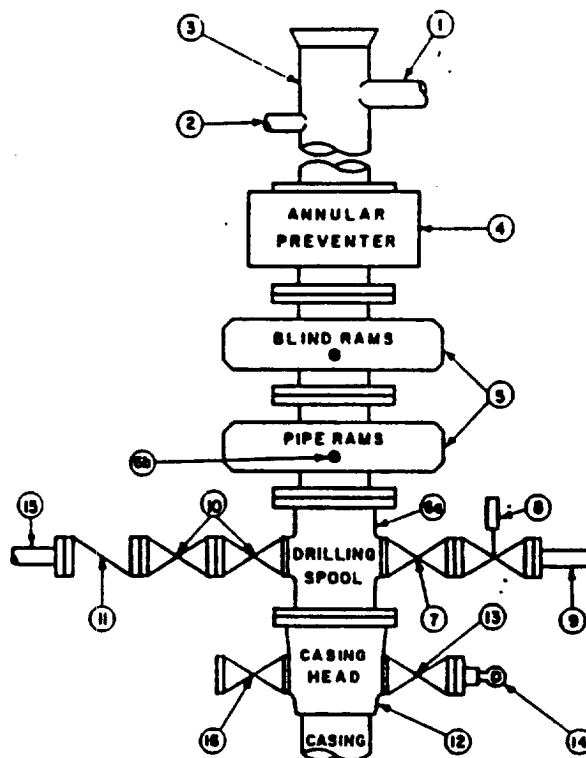 3
1
2
ANNULAR
PREVENTER
4
BLIND RAMS
5
PIPE RAMS
6b
15
10
6a
8
DRILLING
SPOOL
11
7
9
13
CASING
HEAD
16
12
14
CASING